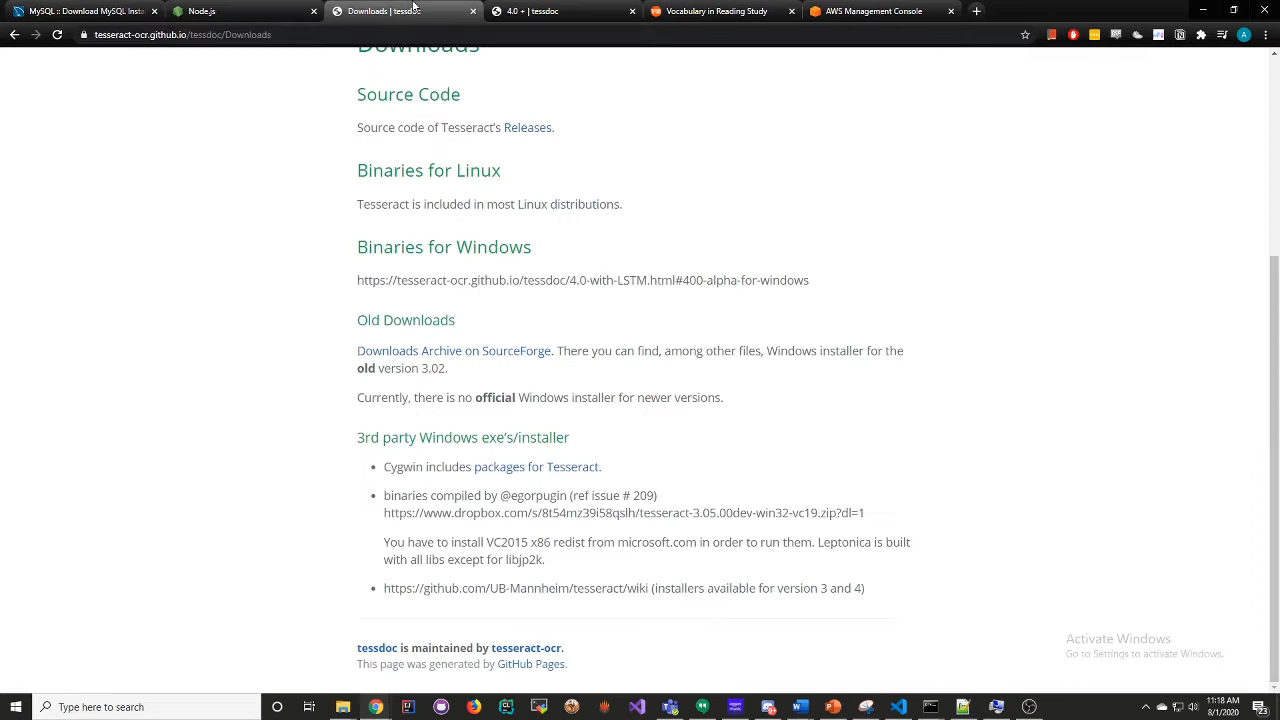 Download MySQL Insta
Node.js
Downloads | tessdoc
4.0 + | tessdoc
Vocabulary in Reading Study
AWS Management Console
tesseract-ocr.github.io/tessdoc/Downloads
A
Downloads
Source Code
Source code of Tesseract's Releases.
Binaries for Linux
Tesseract is included in most Linux distributions.
Binaries for Windows
https://tesseract-ocr.github.io/tessdoc/4.0-with-LSTM.html#400-alpha-for-windows
Old Downloads
Downloads Archive on SourceForge. There you can find, among other files, Windows installer for the
old version 3.02.
Currently, there is no official Windows installer for newer versions.
3rd party Windows exe's/installer
Cygwin includes packages for Tesseract.
binaries compiled by @egorpugin (ref issue # 209)
https://www.dropbox.com/s/8t54mz39i58qslh/tesseract-3.05.00dev-win32-vc19.zip?dl=1
You have to install VC2015 x86 redist from microsoft.com in order to run them. Leptonica is built
with all libs except for libjp2k.
https://github.com/UB-Mannheim/tesseract/wiki (installers available for version 3 and 4)
tessdoc is maintained by tesseract-ocr.
This page was generated by GitHub Pages.
Activate Windows
Go to Settings to activate Windows.
Type here to search
11:18 AM
8/1/2020